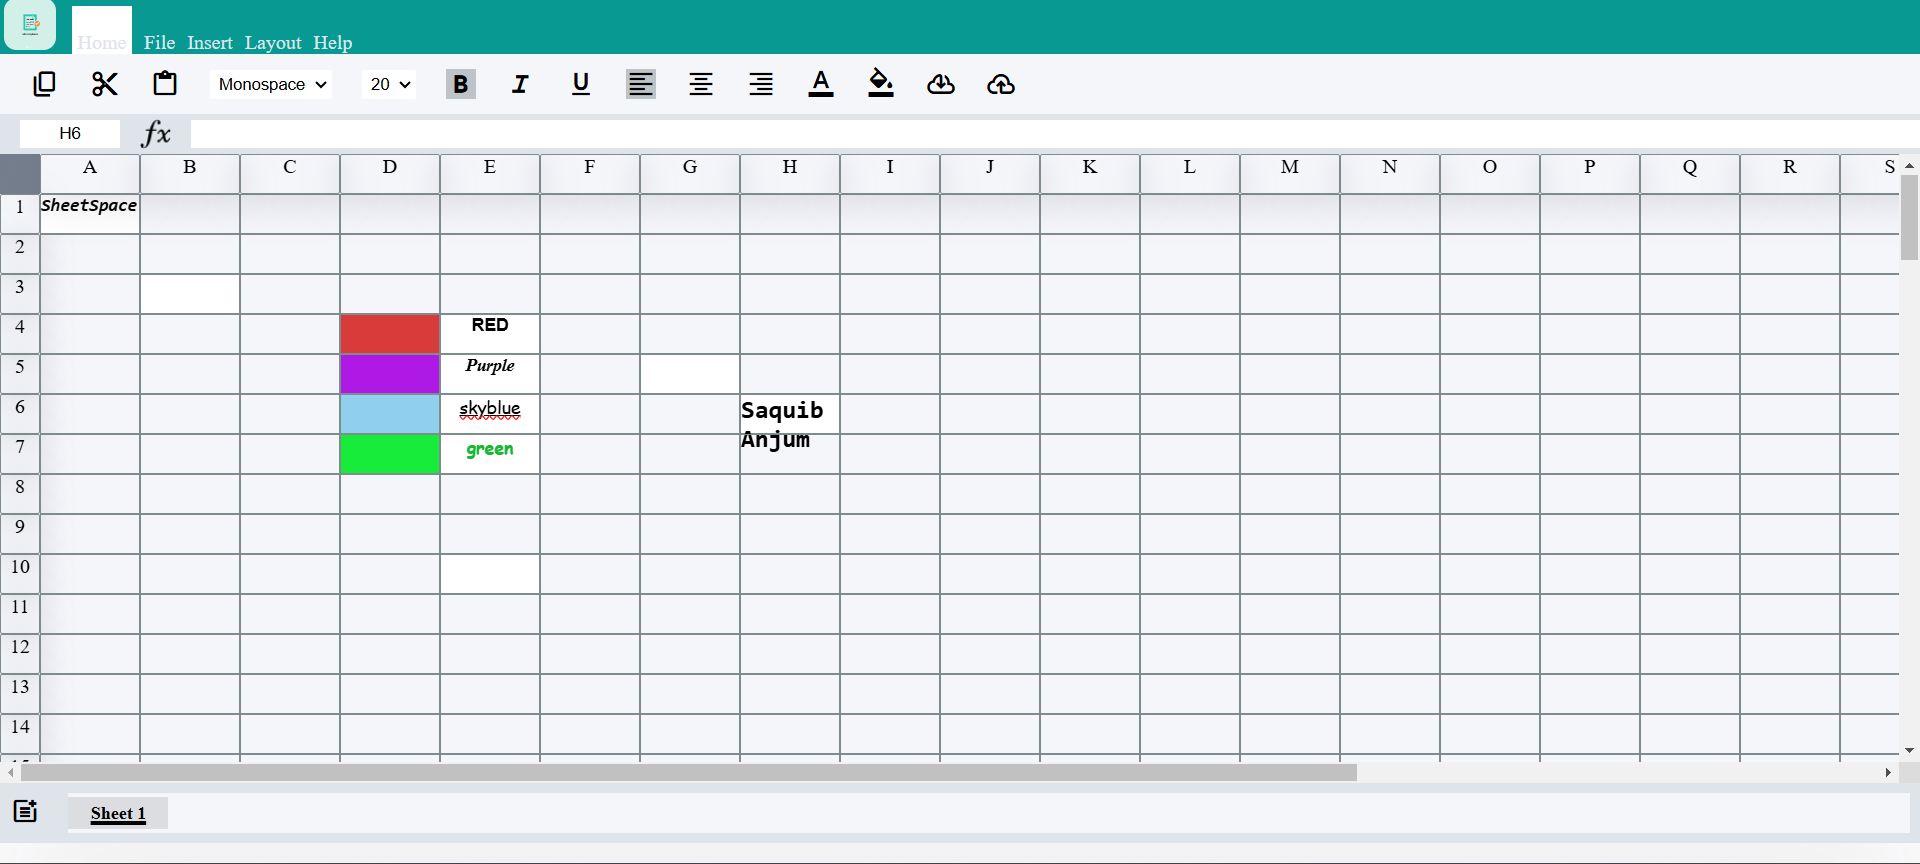 Home File Insert Layout Help
Monospace 20 B I U A
H6 fx
A B C D E F G H I J K L M N O P Q R S
1 SheetSpace
2
3
4 RED
5 Purple
6 skyblue Saquib
7 green Anjum
8
9
10
11
12
13
14
Sheet 1